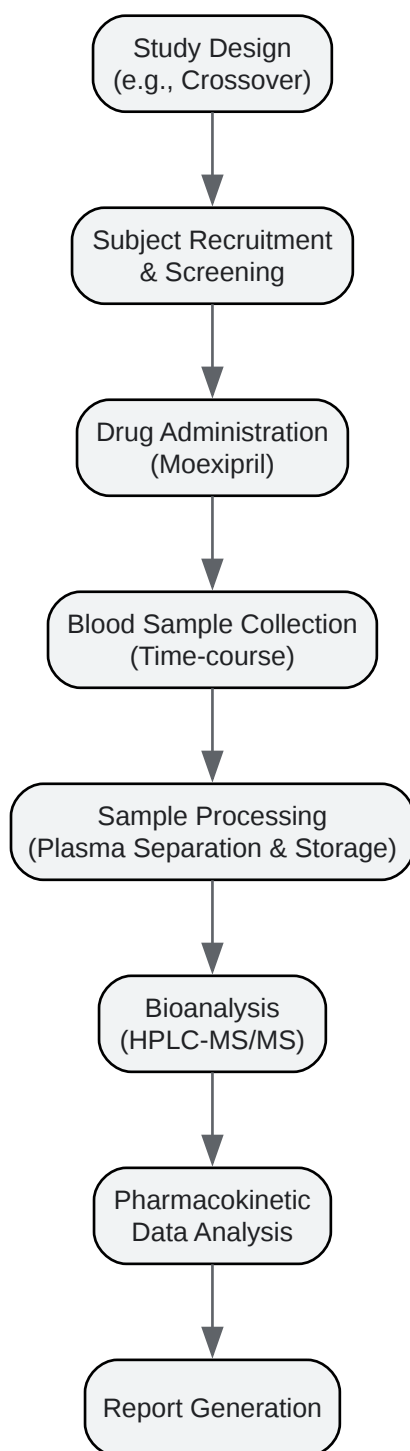 Study Design
(e.g., Crossover)
Subject Recruitment
& Screening
Drug Administration
(Moexipril)
Blood Sample Collection
(Time-course)
Sample Processing
(Plasma Separation & Storage)
Bioanalysis
(HPLC-MS/MS)
Pharmacokinetic
Data Analysis
Report Generation